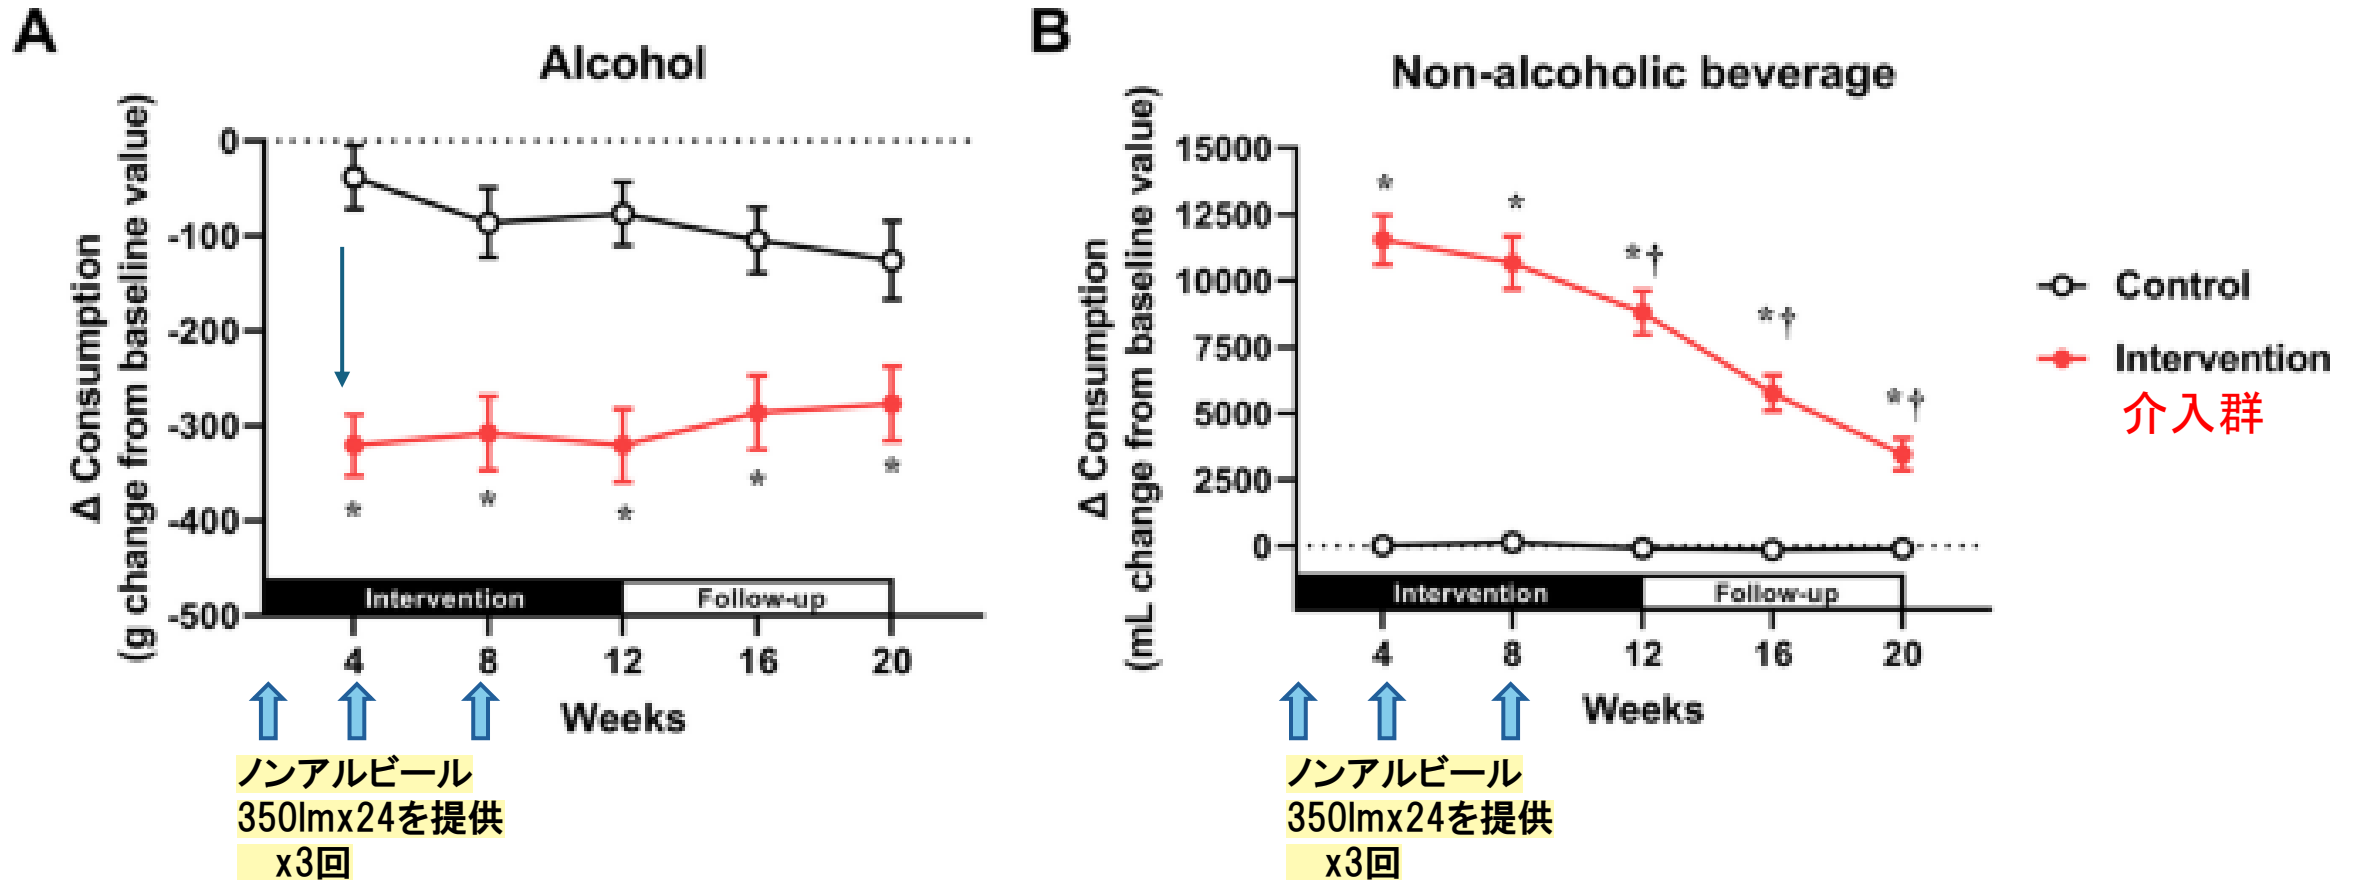 A
Alcohol
Δ Consumption
(g change from baseline value)
0
-100
-200
-300
-400
-500
*
*
*
*
*
Intervention
Follow-up
4
8
12
16
20
Weeks
ノンアルビール
350lmx24を提供
x3回
B
Non-alcoholic beverage
Δ Consumption
(mL change from baseline value)
15000
12500
10000
7500
5000
2500
0
*
*
*†
*†
*†
Intervention
Follow-up
4
8
12
16
20
Weeks
ノンアルビール
350lmx24を提供
x3回
Control
Intervention
介入群